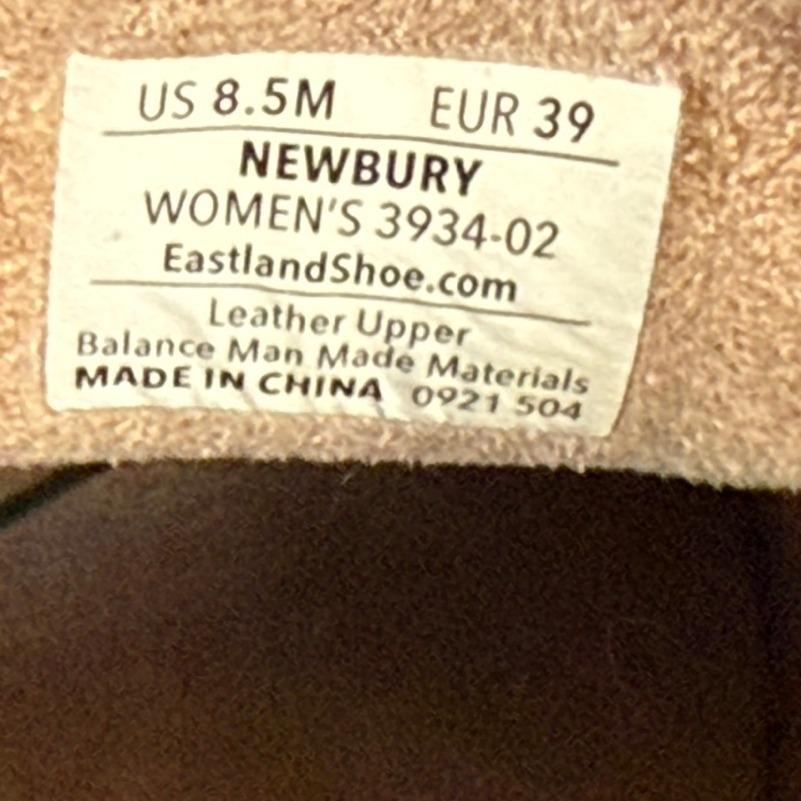 US 8.5M EUR 39
NEWBURY
WOMEN'S 3934-02
EastlandShoe.com
Leather Upper
Balance Man Made Materials
MADE IN CHINA 0921 504